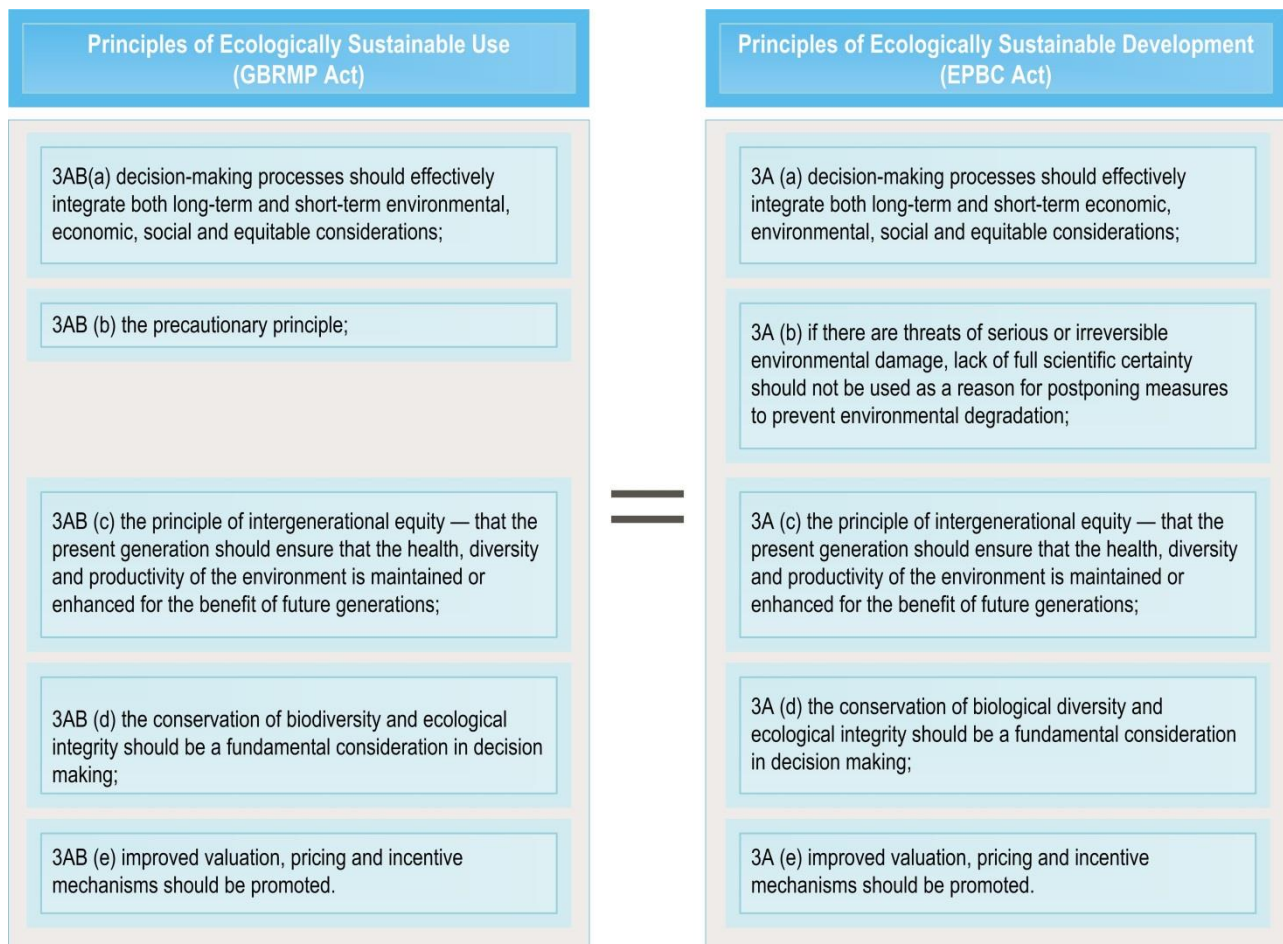 Principles of Ecologically Sustainable Use
(GBRMP Act)
3AB(a) decision-making processes should effectively
integrate both long-term and short-term environmental,
economic, social and equitable considerations;
3AB (b) the precautionary principle;
3AB (c) the principle of intergenerational equity — that the
present generation should ensure that the health, diversity
and productivity of the environment is maintained or
enhanced for the benefit of future generations;
3AB (d) the conservation of biodiversity and ecological
integrity should be a fundamental consideration in decision
making;
3AB (e) improved valuation, pricing and incentive
mechanisms should be promoted.
=
Principles of Ecologically Sustainable Development
(EPBC Act)
3A (a) decision-making processes should effectively
integrate both long-term and short-term economic,
environmental, social and equitable considerations;
3A (b) if there are threats of serious or irreversible
environmental damage, lack of full scientific certainty
should not be used as a reason for postponing measures
to prevent environmental degradation;
3A (c) the principle of intergenerational equity — that the
present generation should ensure that the health, diversity
and productivity of the environment is maintained or
enhanced for the benefit of future generations;
3A (d) the conservation of biological diversity and
ecological integrity should be a fundamental consideration
in decision making;
3A (e) improved valuation, pricing and incentive
mechanisms should be promoted.